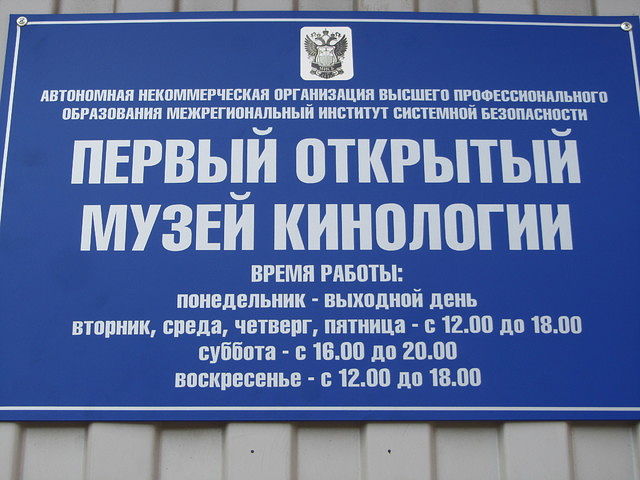 АВТОНОМНАЯ НЕКОММЕРЧЕСКАЯ ОРГАНИЗАЦИЯ ВЫСШЕГО ПРОФЕССИОНАЛЬНОГО
ОБРАЗОВАНИЯ МЕЖРЕГИОНАЛЬНЫЙ ИНСТИТУТ СИСТЕМНОЙ БЕЗОПАСНОСТИ
ПЕРВЫЙ ОТКРЫТЫЙ
МУЗЕЙ КИНОЛОГИИ
ВРЕМЯ РАБОТЫ:
понедельник - выходной день
вторник, среда, четверг, пятница - с 12.00 до 18.00
суббота - с 16.00 до 20.00
воскресенье - с 12.00 до 18.00